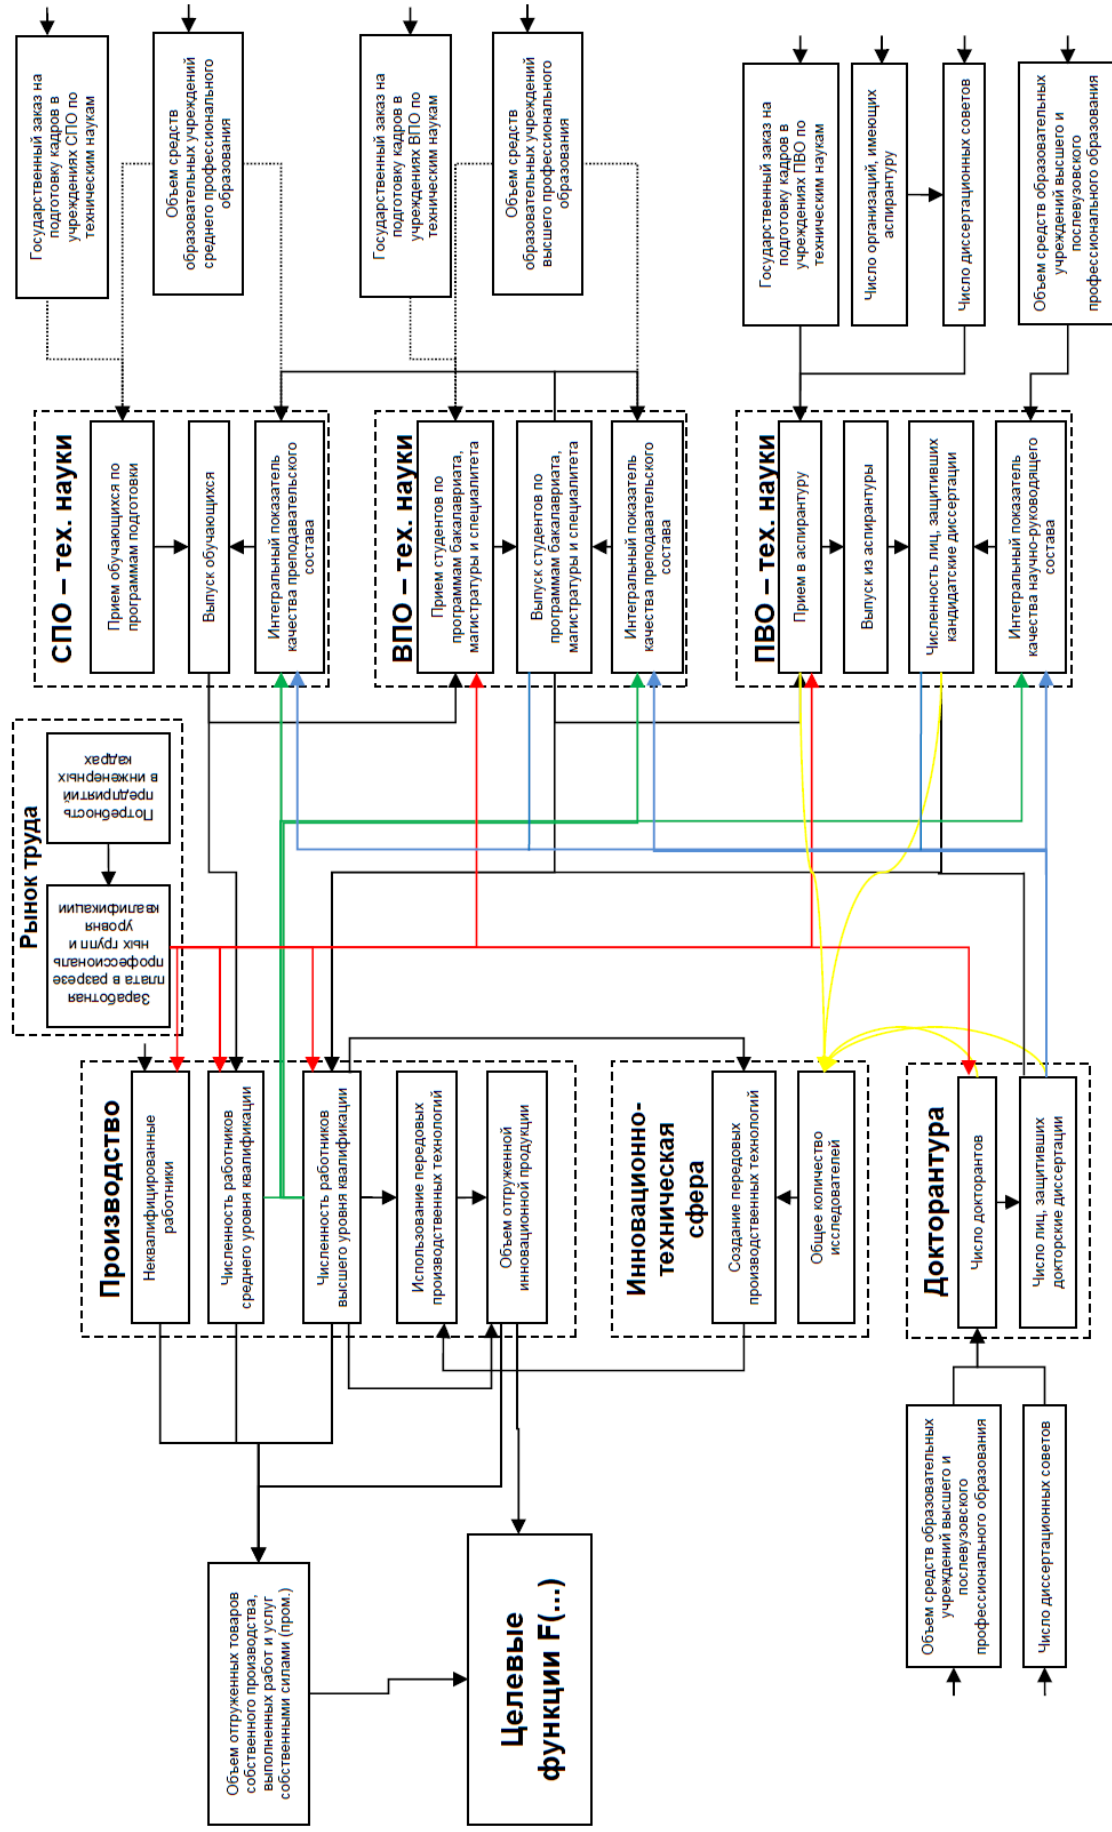 Государственный заказ на
подготовку кадров в
учреждениях СПО по
техническим наукам
Объем средств
образовательных учреждений
среднего профессионального
образования
Государственный заказ на
подготовку кадров в
учреждениях ВПО по
техническим наукам
Объем средств
образовательных учреждений
высшего профессионального
образования
Государственный заказ на
подготовку кадров в
учреждениях ПВО по
техническим наукам
Число организаций, имеющих
аспирантуру
Число диссертационных советов
Объем средств образовательных
учреждений высшего и
послевузовского
профессионального образования
СПО – тех. науки
Прием обучающихся по
программам подготовки
Выпуск обучающихся
Интегральный показатель
качества преподавательского
состава
ВПО – тех. науки
Прием студентов по
программам бакалавриата,
магистратуры и специалитета
Выпуск студентов по
программам бакалавриата,
магистратуры и специалитета
Интегральный показатель
качества преподавательского
состава
ПВО – тех. науки
Прием в аспирантуру
Выпуск из аспирантуры
Численность лиц, защитивших
кандидатские диссертации
Интегральный показатель
качества научно-руководящего
состава
Рынок труда
Потребность
предприятий
в инженерных
кадрах
Заработная
плата в разрезе
профессиональ
ных групп и
уровня
квалификации
Производство
Неквалифицированные
работники
Численность работников
среднего уровня квалификации
Численность работников
высшего уровня квалификации
Использование передовых
производственных технологий
Объем отгруженной
инновационной продукции
Инновационно-
техническая
сфера
Создание передовых
производственных технологий
Общее количество
исследователей
Докторантура
Число докторантов
Число лиц, защитивших
докторские диссертации
Объем отгруженных товаров
собственного производства,
выполненных работ и услуг
собственными силами (пром.)
Целевые
функции F(...)
Объем средств образовательных
учреждений высшего и
послевузовского
профессионального образования
Число диссертационных советов